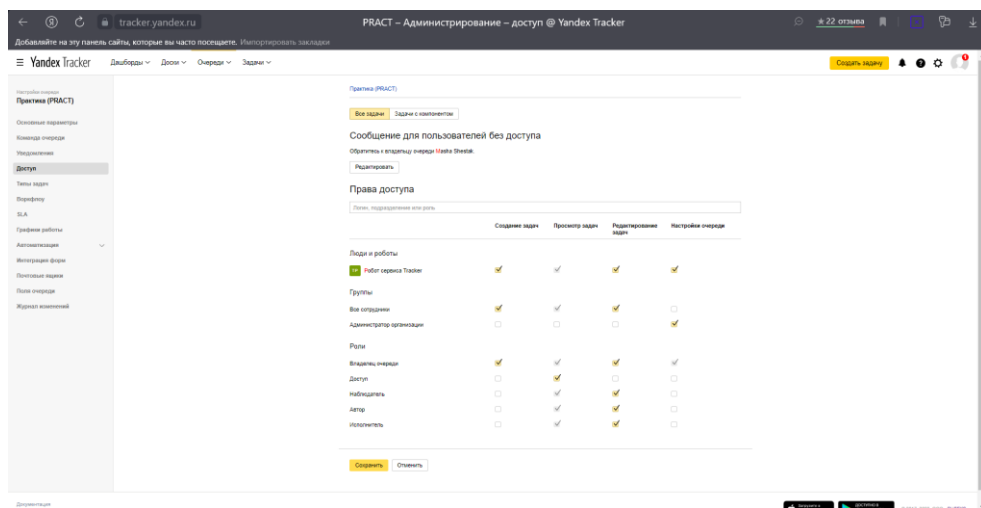 tracker.yandex.ru
PRACT – Администрирование – доступ @ Yandex Tracker
22 отзыва
Добавляйте на эту панель сайты, которые вы часто посещаете. Импортировать закладки
Yandex Tracker Дашборды Доски Очереди Задачи Создать задачу
Настройки очереди
Практика (PRACT)
Основные параметры
Команда очереди
Уведомления
Доступ
Типы задач
Воркфлоу
SLA
Графики работы
Автоматизация
Интеграция форм
Почтовые ящики
Поля очереди
Журнал изменений
Практика (PRACT)
Все задачи Задачи с компонентом
Сообщение для пользователей без доступа
Обратитесь к владельцу очереди Masha Shestak.
Редактировать
Права доступа
Логин, подразделение или роль
Создание задач Просмотр задач Редактирование задач Настройки очереди
Люди и роботы
Робот сервиса Tracker
Группы
Все сотрудники
Администратор организации
Роли
Владелец очереди
Доступ
Наблюдатель
Автор
Исполнитель
Сохранить Отменить
Документация